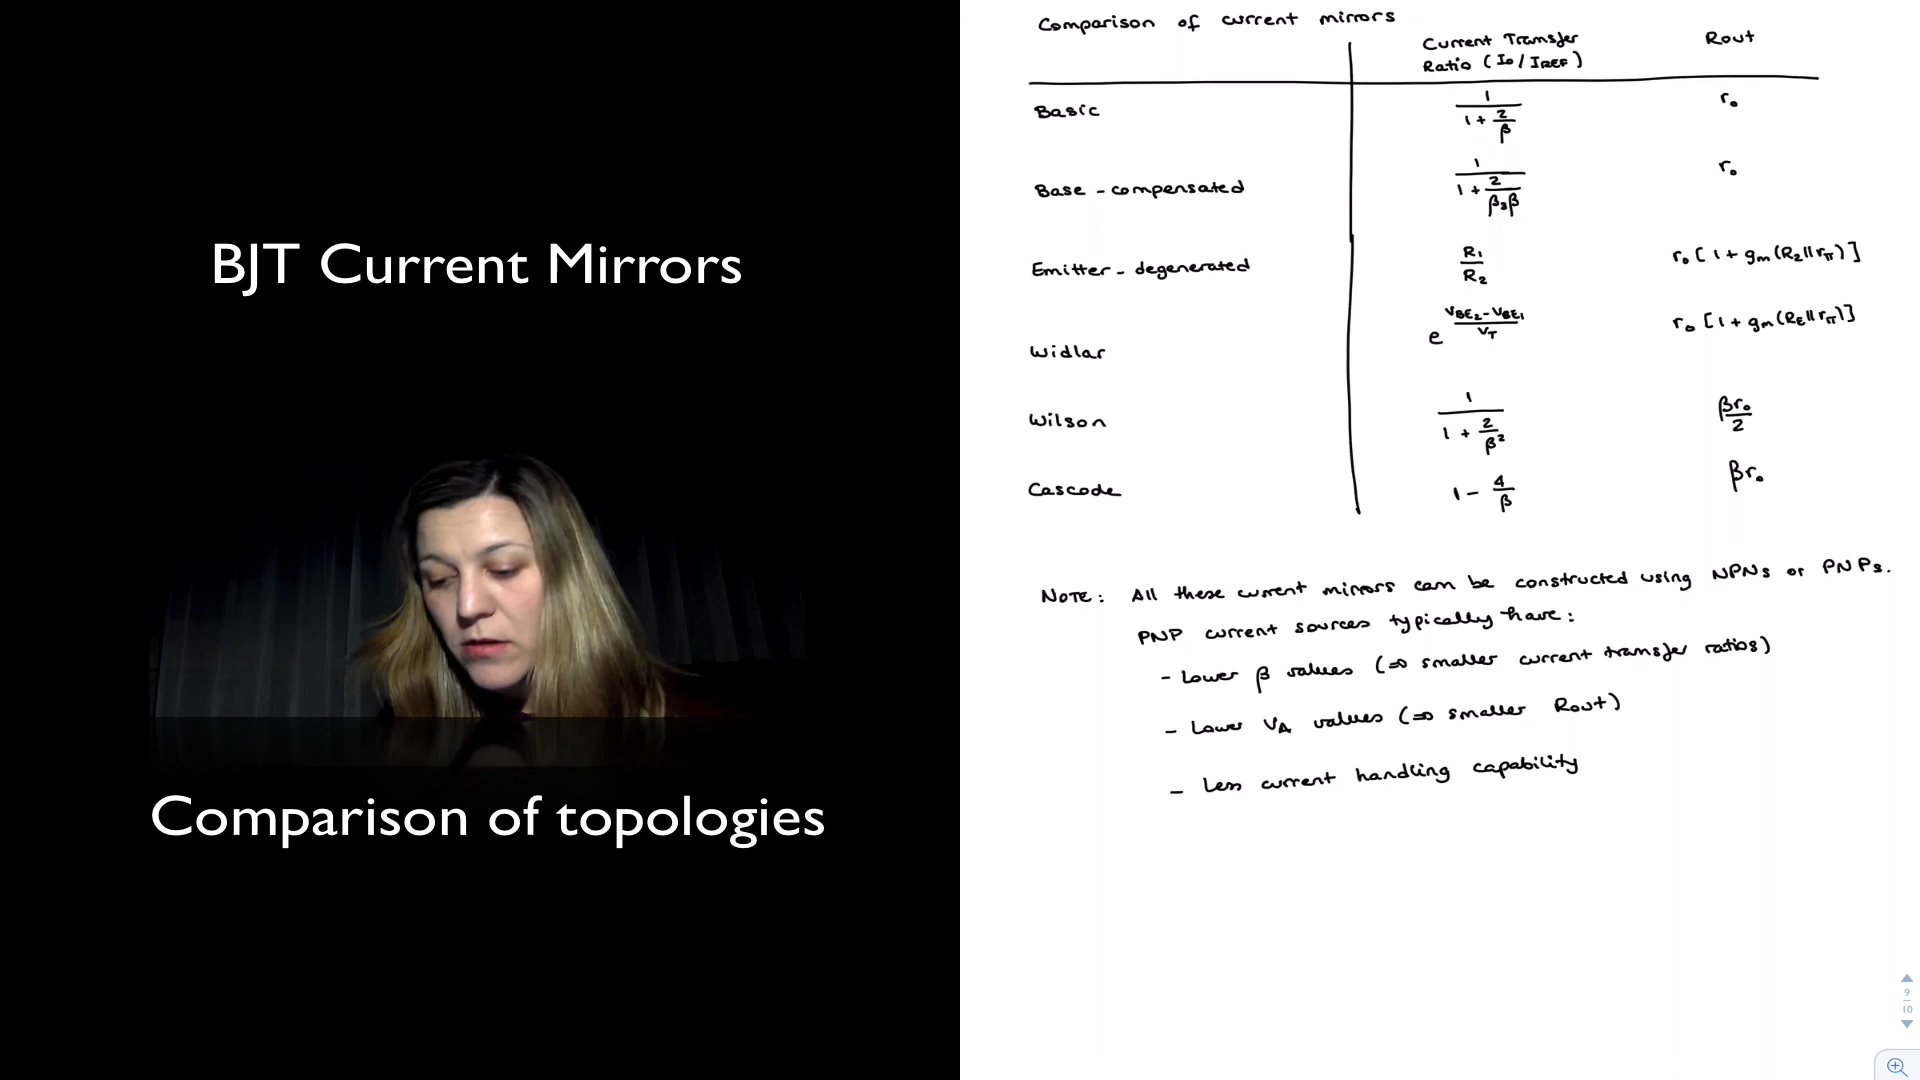 BJT Current Mirrors
Comparison of topologies
Comparison of current mirrors
Current Transfer Ratio (Io / IREF)
Rout
Basic 1 / (1 + 2/β) ro
Base - compensated 1 / (1 + 2/(β3β)) ro
Emitter - degenerated R1/R2 ro [1 + gm (R2 || rπ)]
Widlar e^((VBE2 - VBE1)/VT) ro [1 + gm (RE || rπ)]
Wilson 1 / (1 + 2/β²) βro/2
Cascode 1 - 4/β βro
NOTE: All these current mirrors can be constructed using NPNs or PNPs.
PNP current sources typically have:
- Lower β values (⇒ smaller current transfer ratios)
- Lower VA values (⇒ smaller Rout)
- Less current handling capability
9
10